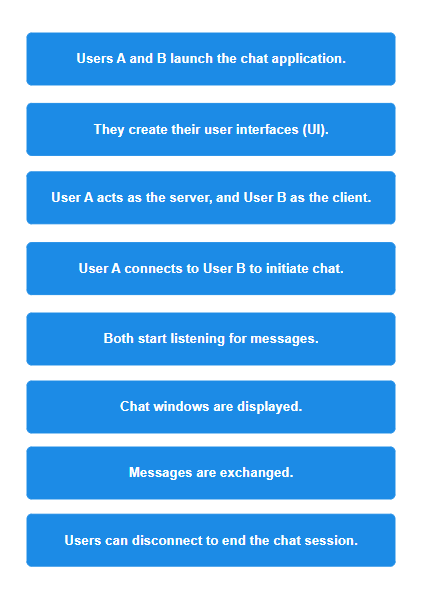 Users A and B launch the chat application.
They create their user interfaces (UI).
User A acts as the server, and User B as the client.
User A connects to User B to initiate chat.
Both start listening for messages.
Chat windows are displayed.
Messages are exchanged.
Users can disconnect to end the chat session.